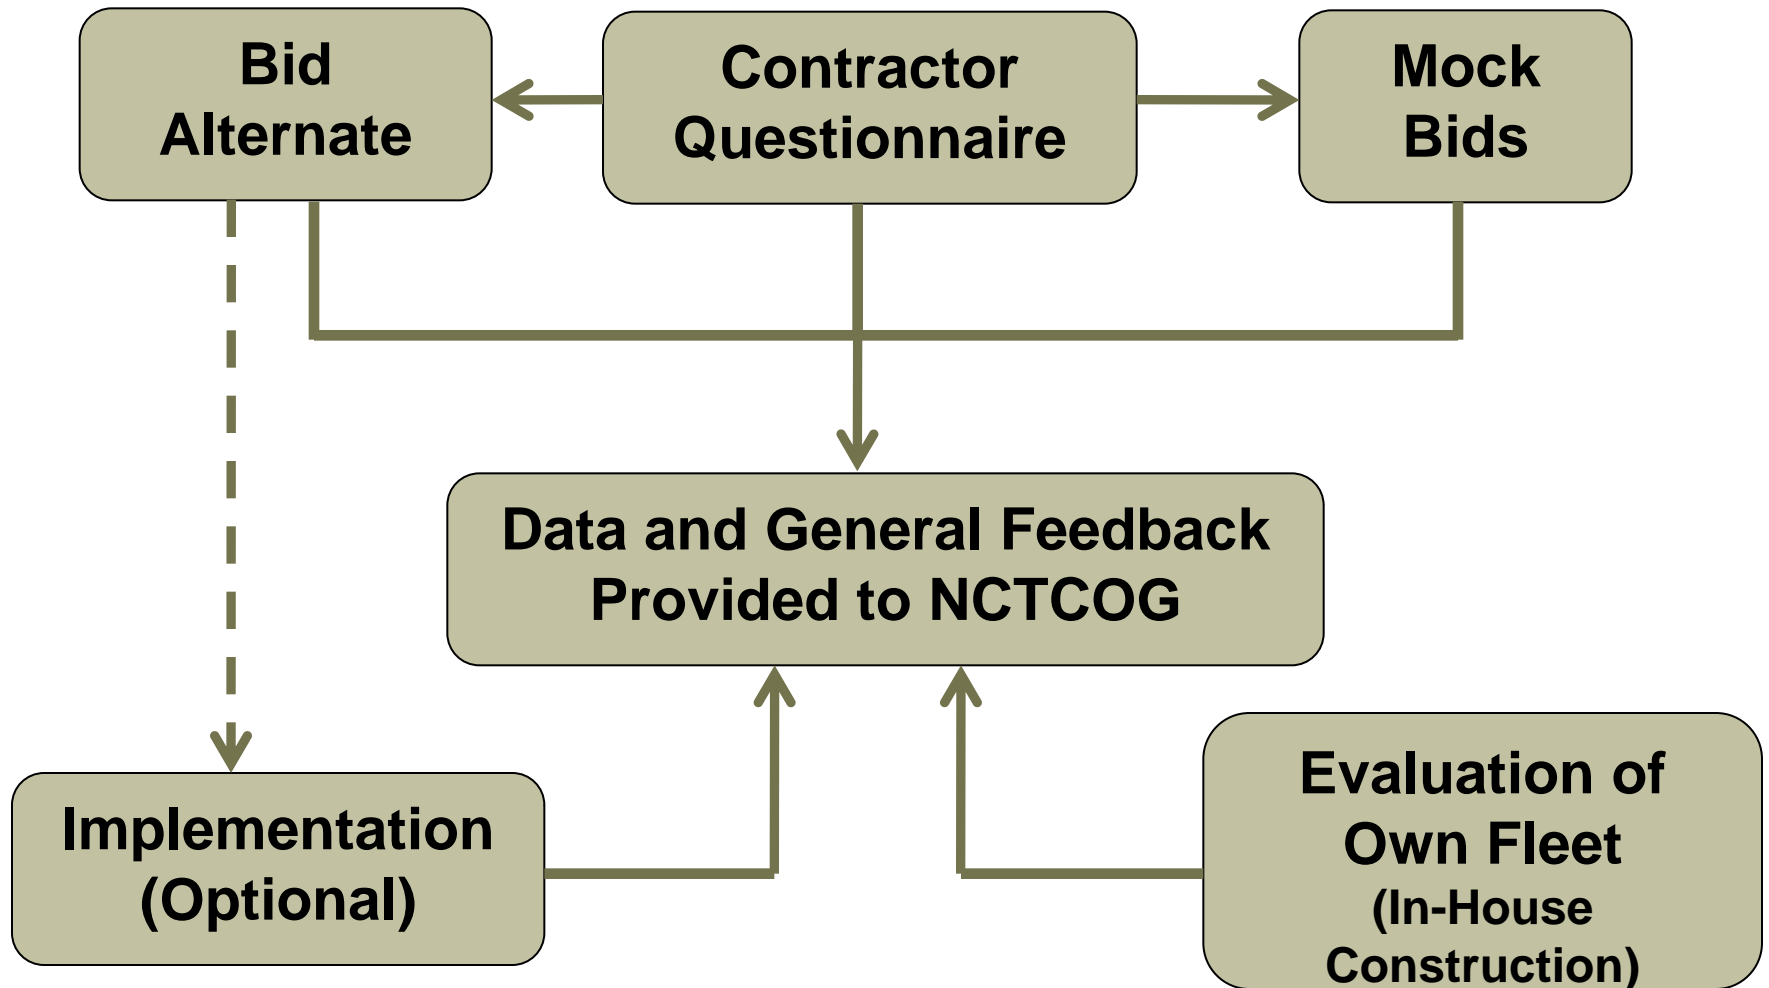 Bid
Alternate
Contractor
Questionnaire
Mock
Bids
Data and General Feedback
Provided to NCTCOG
Implementation
(Optional)
Evaluation of
Own Fleet
(In-House
Construction)